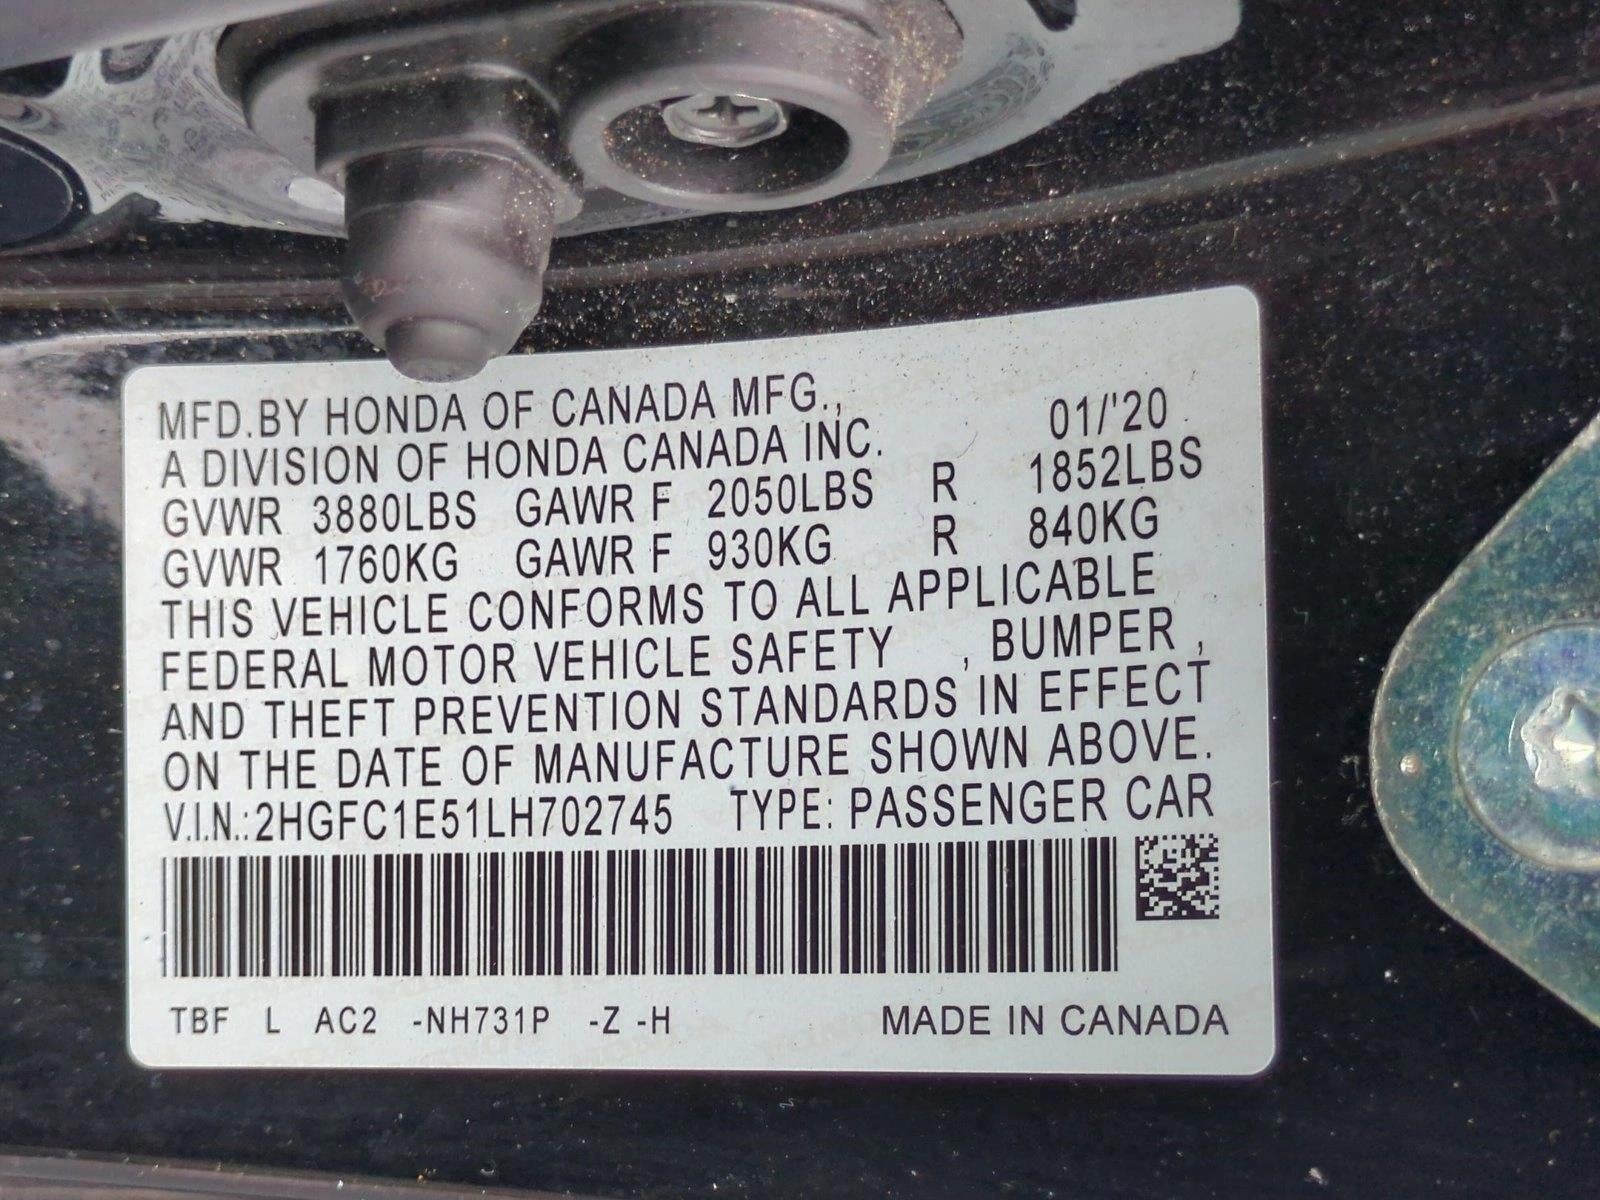 MFD.BY HONDA OF CANADA MFG., 01/'20
A DIVISION OF HONDA CANADA INC.
GVWR 3880LBS GAWR F 2050LBS R 1852LBS
GVWR 1760KG GAWR F 930KG R 840KG
THIS VEHICLE CONFORMS TO ALL APPLICABLE
FEDERAL MOTOR VEHICLE SAFETY , BUMPER ,
AND THEFT PREVENTION STANDARDS IN EFFECT
ON THE DATE OF MANUFACTURE SHOWN ABOVE.
V.I.N.:2HGFC1E51LH702745 TYPE: PASSENGER CAR
TBF L AC2 -NH731P -Z -H MADE IN CANADA